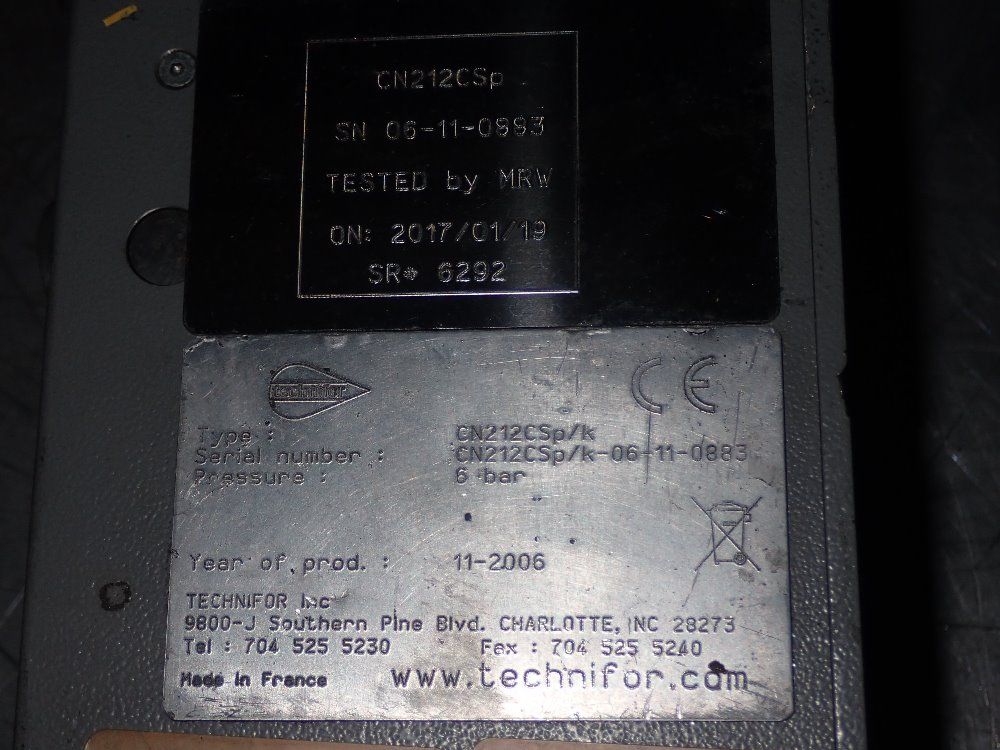 CN212CSp
SN 06-11-0883
TESTED by MRW
ON: 2017/01/19
SR# 6292
technifor
CE
Type : CN212CSp/k
Serial number : CN212CSp/k-06-11-0883
Pressure : 6 bar
Year of prod. : 11-2006
TECHNIFOR Inc
9800-J Southern Pine Blvd. CHARLOTTE, NC 28273
Tel : 704 525 5230 Fax : 704 525 5240
Made in France www.technifor.com